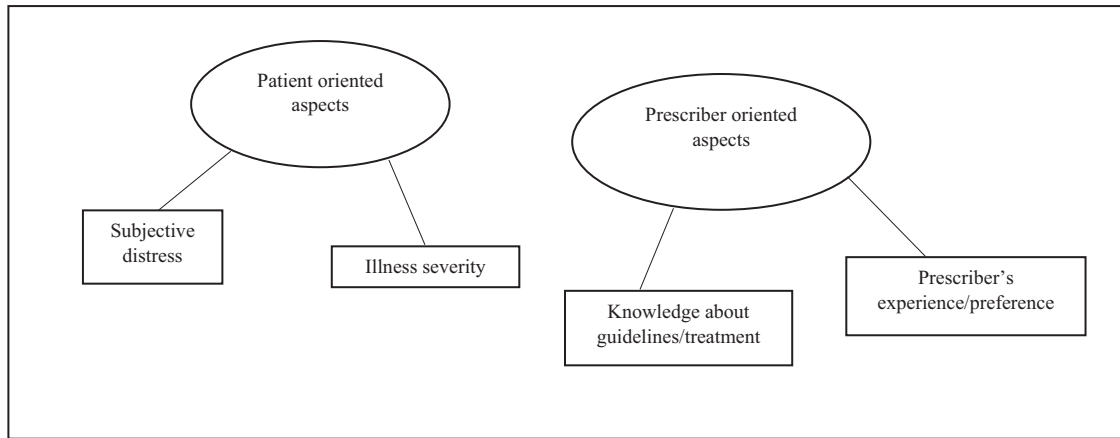 Patient oriented
aspects
Prescriber oriented
aspects
Subjective
distress
Illness severity
Knowledge about
guidelines/treatment
Prescriber’s
experience/preference